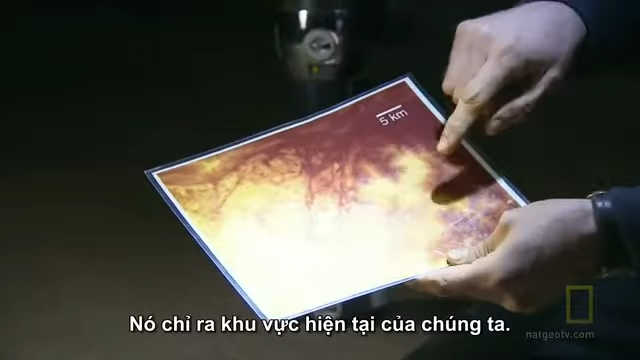 5 km
Nó chỉ ra khu vực hiện tại của chúng ta.
natgeotv.com